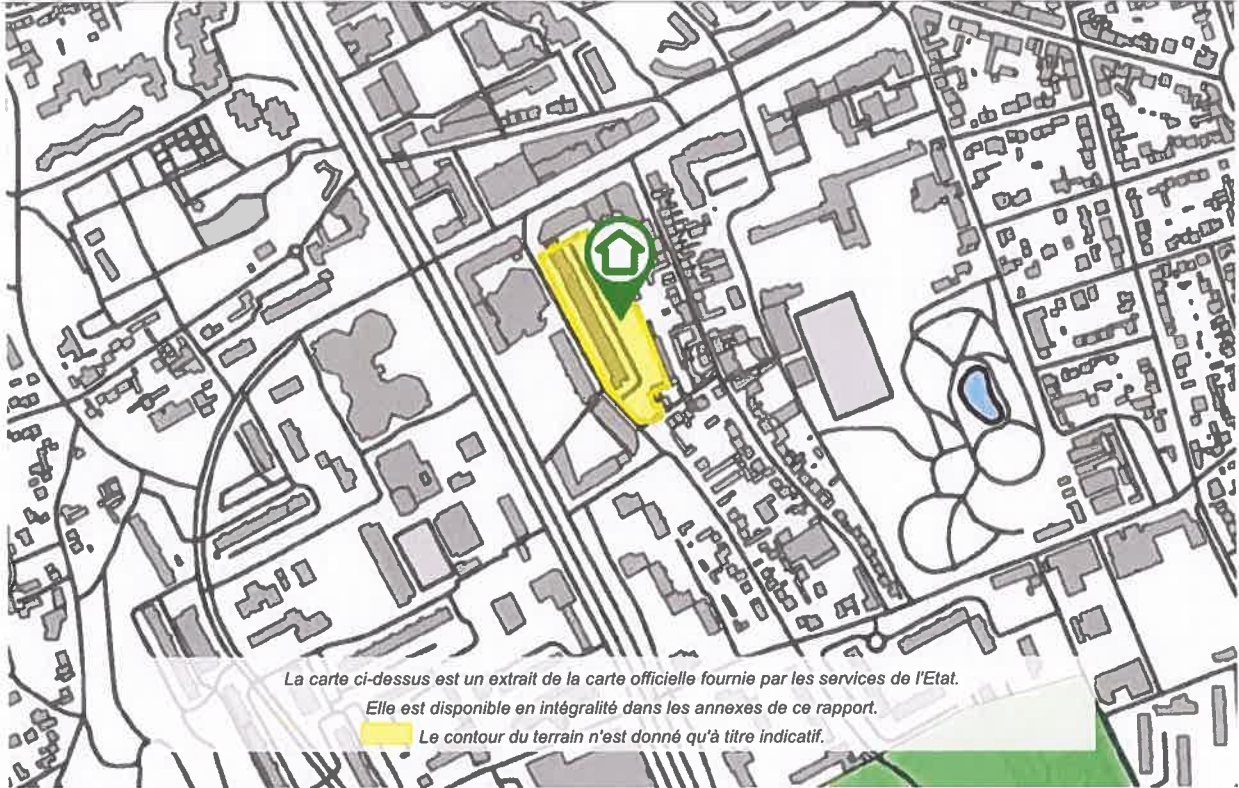 La carte ci-dessus est un extrait de la carte officielle fournie par les services de l'Etat.
Elle est disponible en intégralité dans les annexes de ce rapport.
Le contour du terrain n'est donné qu'à titre indicatif.